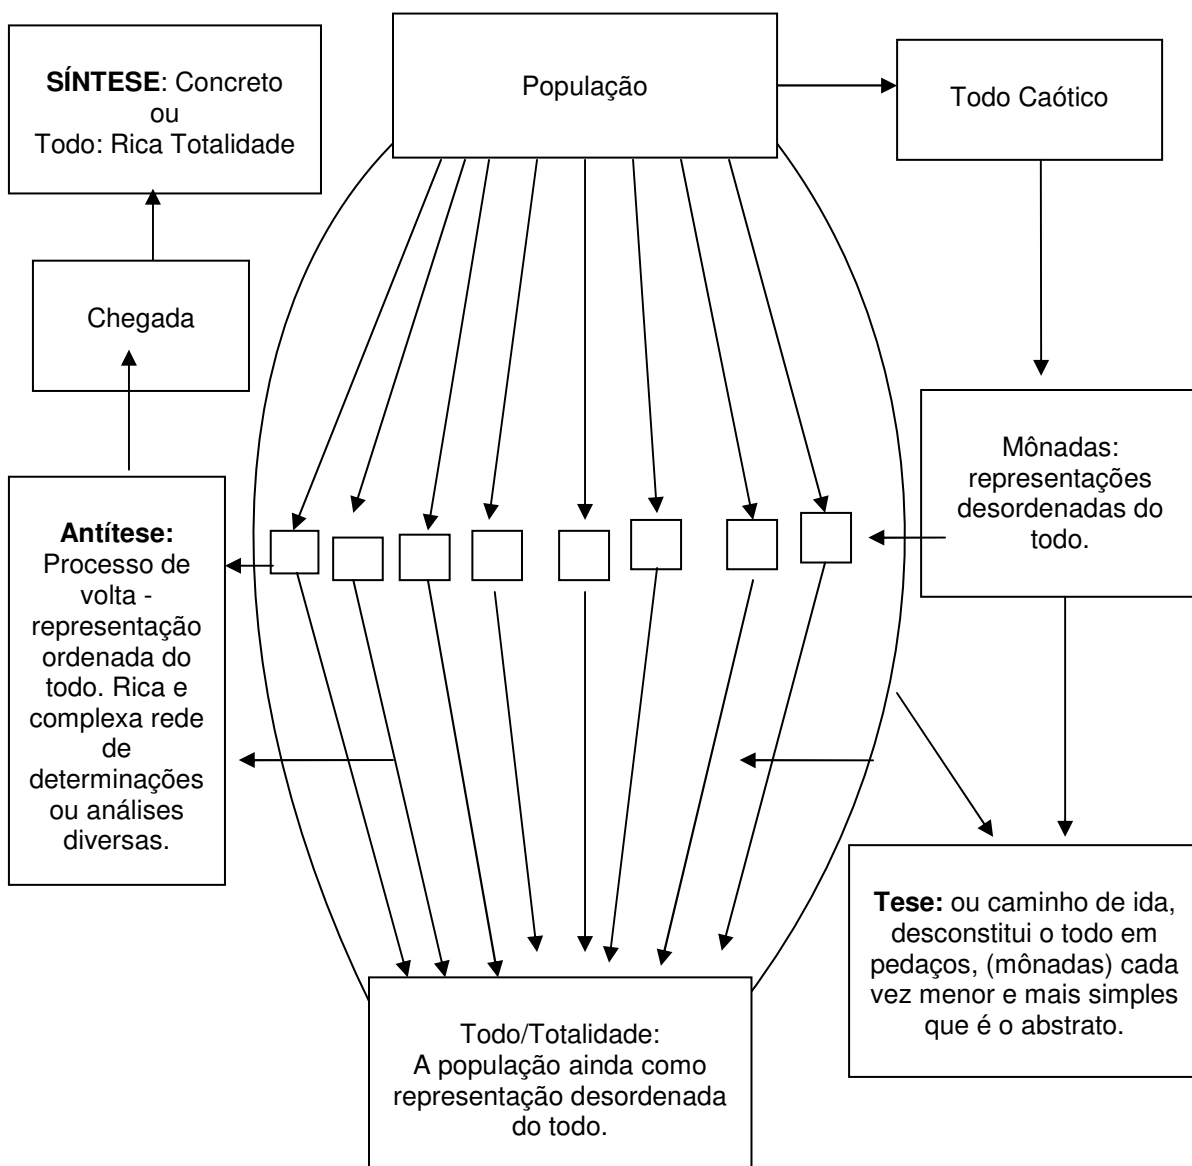 SÍNTESE: Concreto
ou
Todo: Rica Totalidade
População
Todo Caótico
Chegada
Mônadas:
representações
desordenadas do
todo.
Antítese:
Processo de
volta -
representação
ordenada do
todo. Rica e
complexa rede
de
determinações
ou análises
diversas.
Tese: ou caminho de ida,
desconstitui o todo em
pedaços, (mônadas) cada
vez menor e mais simples
que é o abstrato.
Todo/Totalidade:
A população ainda como
representação desordenada
do todo.